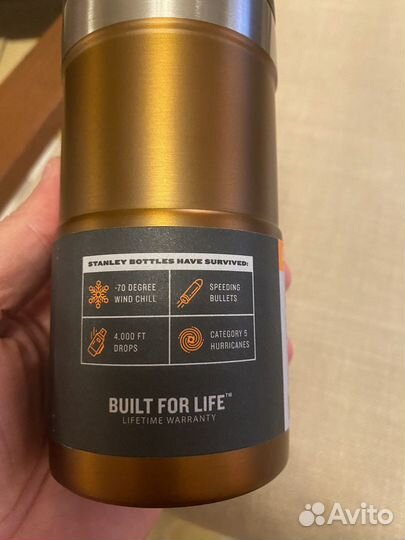 STANLEY BOTTLES HAVE SURVIVED:
-70 DEGREE
WIND CHILL
SPEEDING
BULLETS
4,000 FT
DROPS
CATEGORY 5
HURRICANES
BUILT FOR LIFE™
LIFETIME WARRANTY
Avito